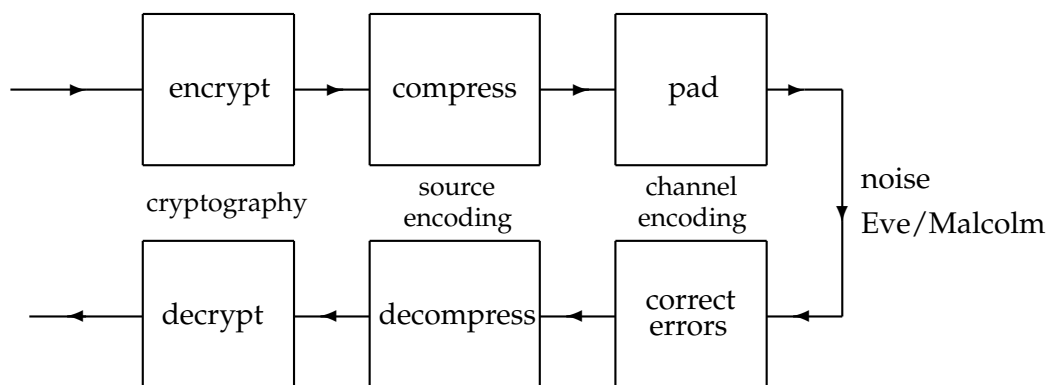 encrypt
compress
pad
cryptography
source
encoding
channel
encoding
noise
Eve/Malcolm
decrypt
decompress
correct
errors